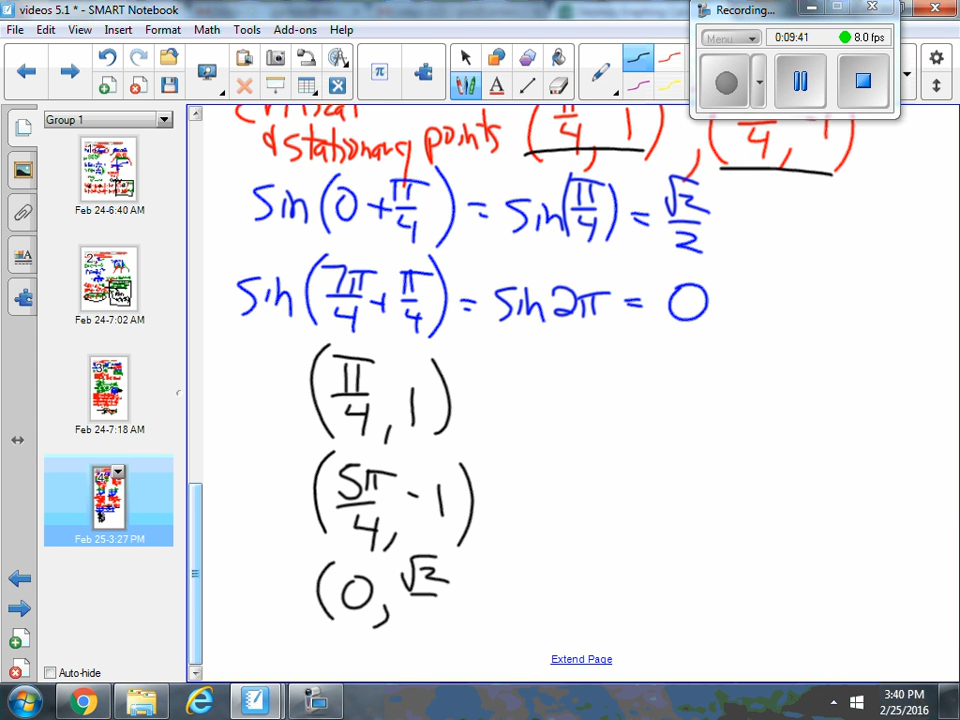 videos 5.1 * - SMART Notebook
Recording...
File Edit View Insert Format Math Tools Add-ons Help
Menu 0:09:41 8.0 fps
π A
Group 1
Feb 24-6:40 AM
Feb 24-7:02 AM
Feb 24-7:18 AM
Feb 25-3:27 PM
Auto-hide
critical
& stationary points (π/4, 1), (π/4, -1)
sin(0+π/4) = sin(π/4) = √2/2
sin(7π/4+π/4) = sin2π = 0
(π/4, 1)
(5π/4, -1)
(0, √2
Extend Page
3:40 PM
2/25/2016